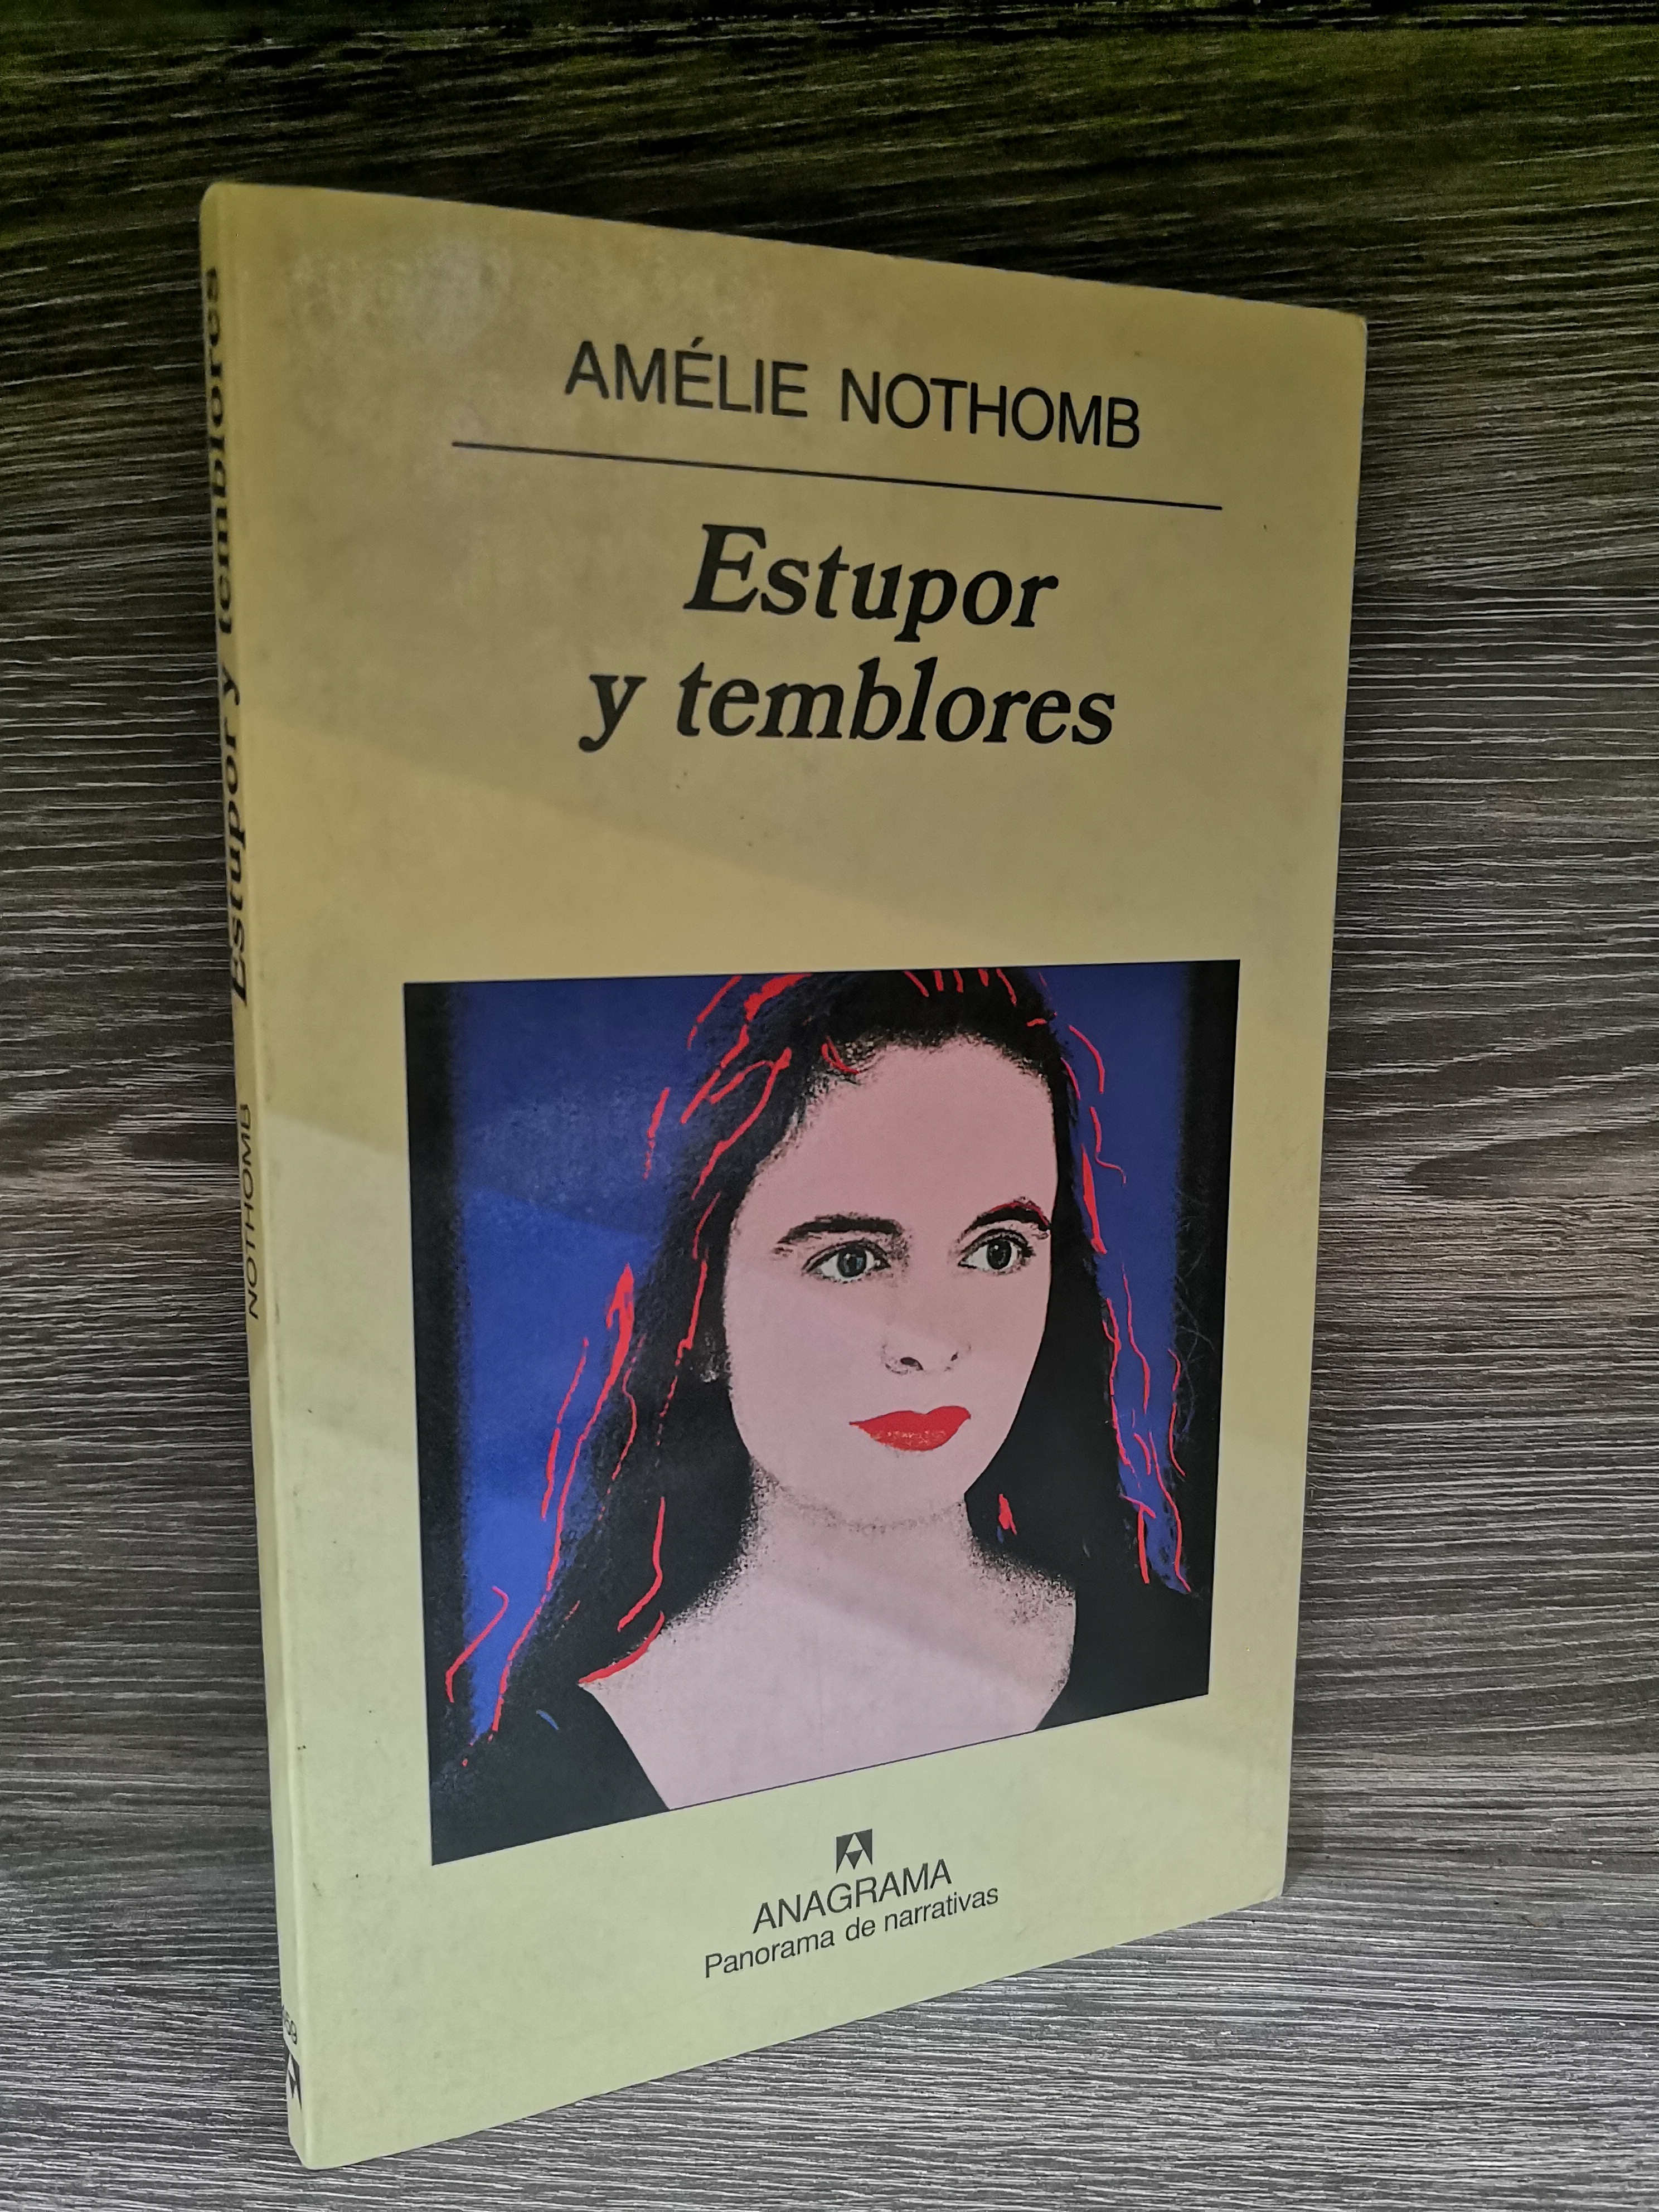 AMÉLIE NOTHOMB
Estupor
y temblores
ANAGRAMA
Panorama de narrativas
NOTHOMB Estupor y temblores